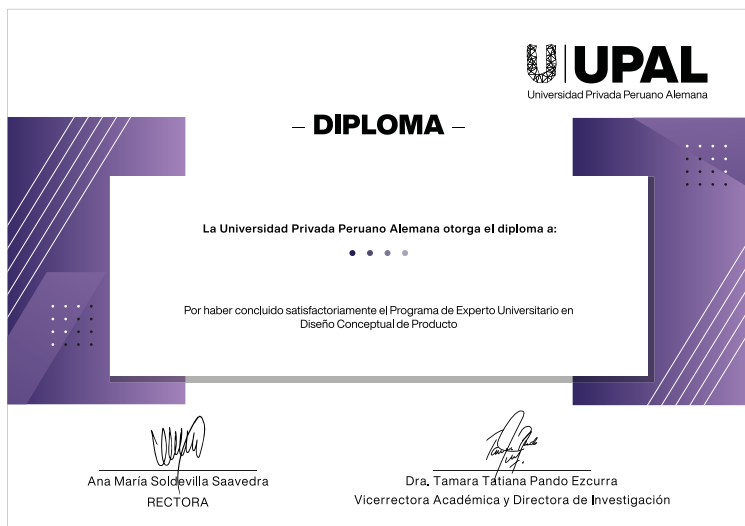 UPAL
Universidad Privada Peruano Alemana
– DIPLOMA –
La Universidad Privada Peruano Alemana otorga el diploma a:
Por haber concluido satisfactoriamente el Programa de Experto Universitario en
Diseño Conceptual de Producto
Ana María Soldevilla Saavedra
RECTORA
Dra. Tamara Tatiana Pando Ezcurra
Vicerrectora Académica y Directora de Investigación